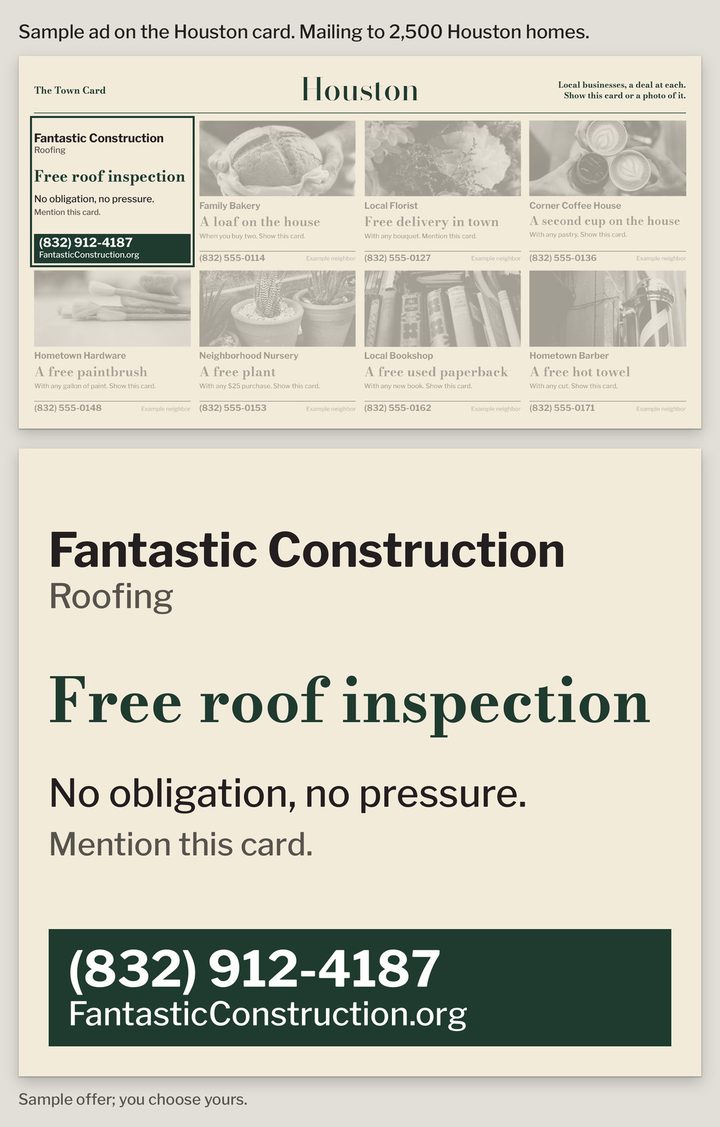 Sample ad on the Houston card. Mailing to 2,500 Houston homes.
The Town Card
Houston
Local businesses, a deal at each.
Show this card or a photo of it.
Fantastic Construction
Roofing
Free roof inspection
No obligation, no pressure.
Mention this card.
(832) 912-4187
FantasticConstruction.org
Family Bakery
A loaf on the house
When you buy two. Show this card.
(832) 555-0114
Example neighbor
Local Florist
Free delivery in town
With any bouquet. Mention this card.
(832) 555-0127
Example neighbor
Corner Coffee House
A second cup on the house
With any pastry. Show this card.
(832) 555-0136
Example neighbor
Hometown Hardware
A free paintbrush
With any gallon of paint. Show this card.
(832) 555-0148
Example neighbor
Neighborhood Nursery
A free plant
With any $25 purchase. Show this card.
(832) 555-0153
Example neighbor
Local Bookshop
A free used paperback
With any new book. Show this card.
(832) 555-0162
Example neighbor
Hometown Barber
A free hot towel
With any cut. Show this card.
(832) 555-0171
Example neighbor
Fantastic Construction
Roofing
Free roof inspection
No obligation, no pressure.
Mention this card.
(832) 912-4187
FantasticConstruction.org
Sample offer; you choose yours.